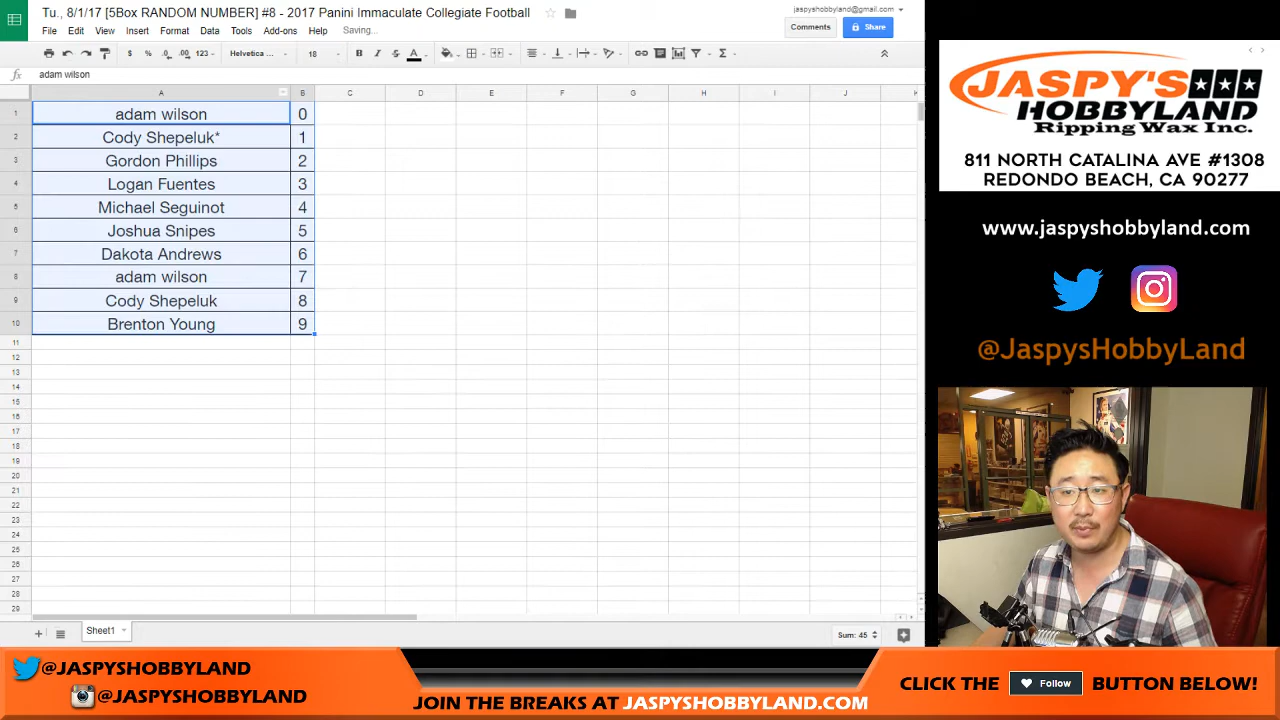 Tu., 8/1/17 [5Box RANDOM NUMBER] #8 - 2017 Panini Immaculate Collegiate Football
jaspyshobbyland@gmail.com
File Edit View Insert Format Data Tools Add-ons Help Saving...
Comments
Share
$ % .0 .00 123 Helvetica ... 18 B I S A Σ
fx adam wilson
A B C D E F G H I J K
1 adam wilson 0
2 Cody Shepeluk* 1
3 Gordon Phillips 2
4 Logan Fuentes 3
5 Michael Seguinot 4
6 Joshua Snipes 5
7 Dakota Andrews 6
8 adam wilson 7
9 Cody Shepeluk 8
10 Brenton Young 9
11
12
13
14
15
16
17
18
19
20
21
22
23
24
25
26
27
28
29
Sheet1
Sum: 45
JASPY'S
HOBBYLAND
Ripping Wax Inc.
811 NORTH CATALINA AVE #1308
REDONDO BEACH, CA 90277
www.jaspyshobbyland.com
@JaspysHobbyLand
@JASPYSHOBBYLAND
@JASPYSHOBBYLAND
JOIN THE BREAKS AT JASPYSHOBBYLAND.COM
CLICK THE Follow BUTTON BELOW!